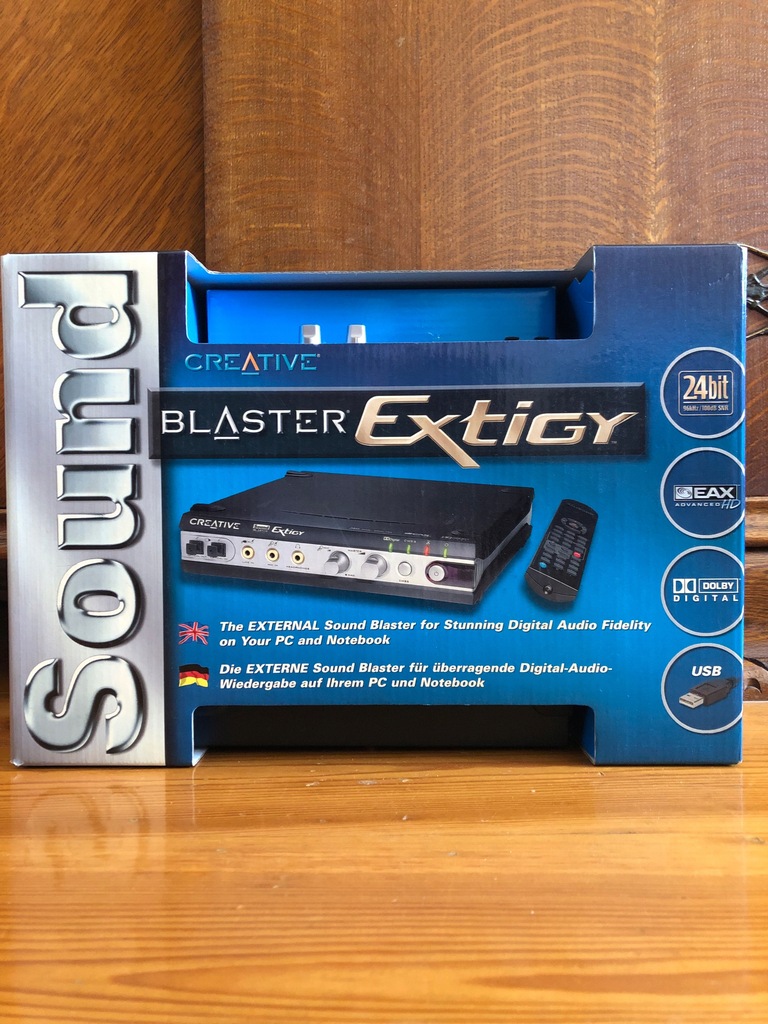 Sound
CREATIVE
BLASTER Extigy
24bit
96kHz/100dB SNR
EAX
ADVANCED HD
CREATIVE
BLASTER Extigy
DOLBY
DIGITAL
The EXTERNAL Sound Blaster for Stunning Digital Audio Fidelity
on Your PC and Notebook
Die EXTERNE Sound Blaster für überragende Digital-Audio-
Wiedergabe auf Ihrem PC und Notebook
USB